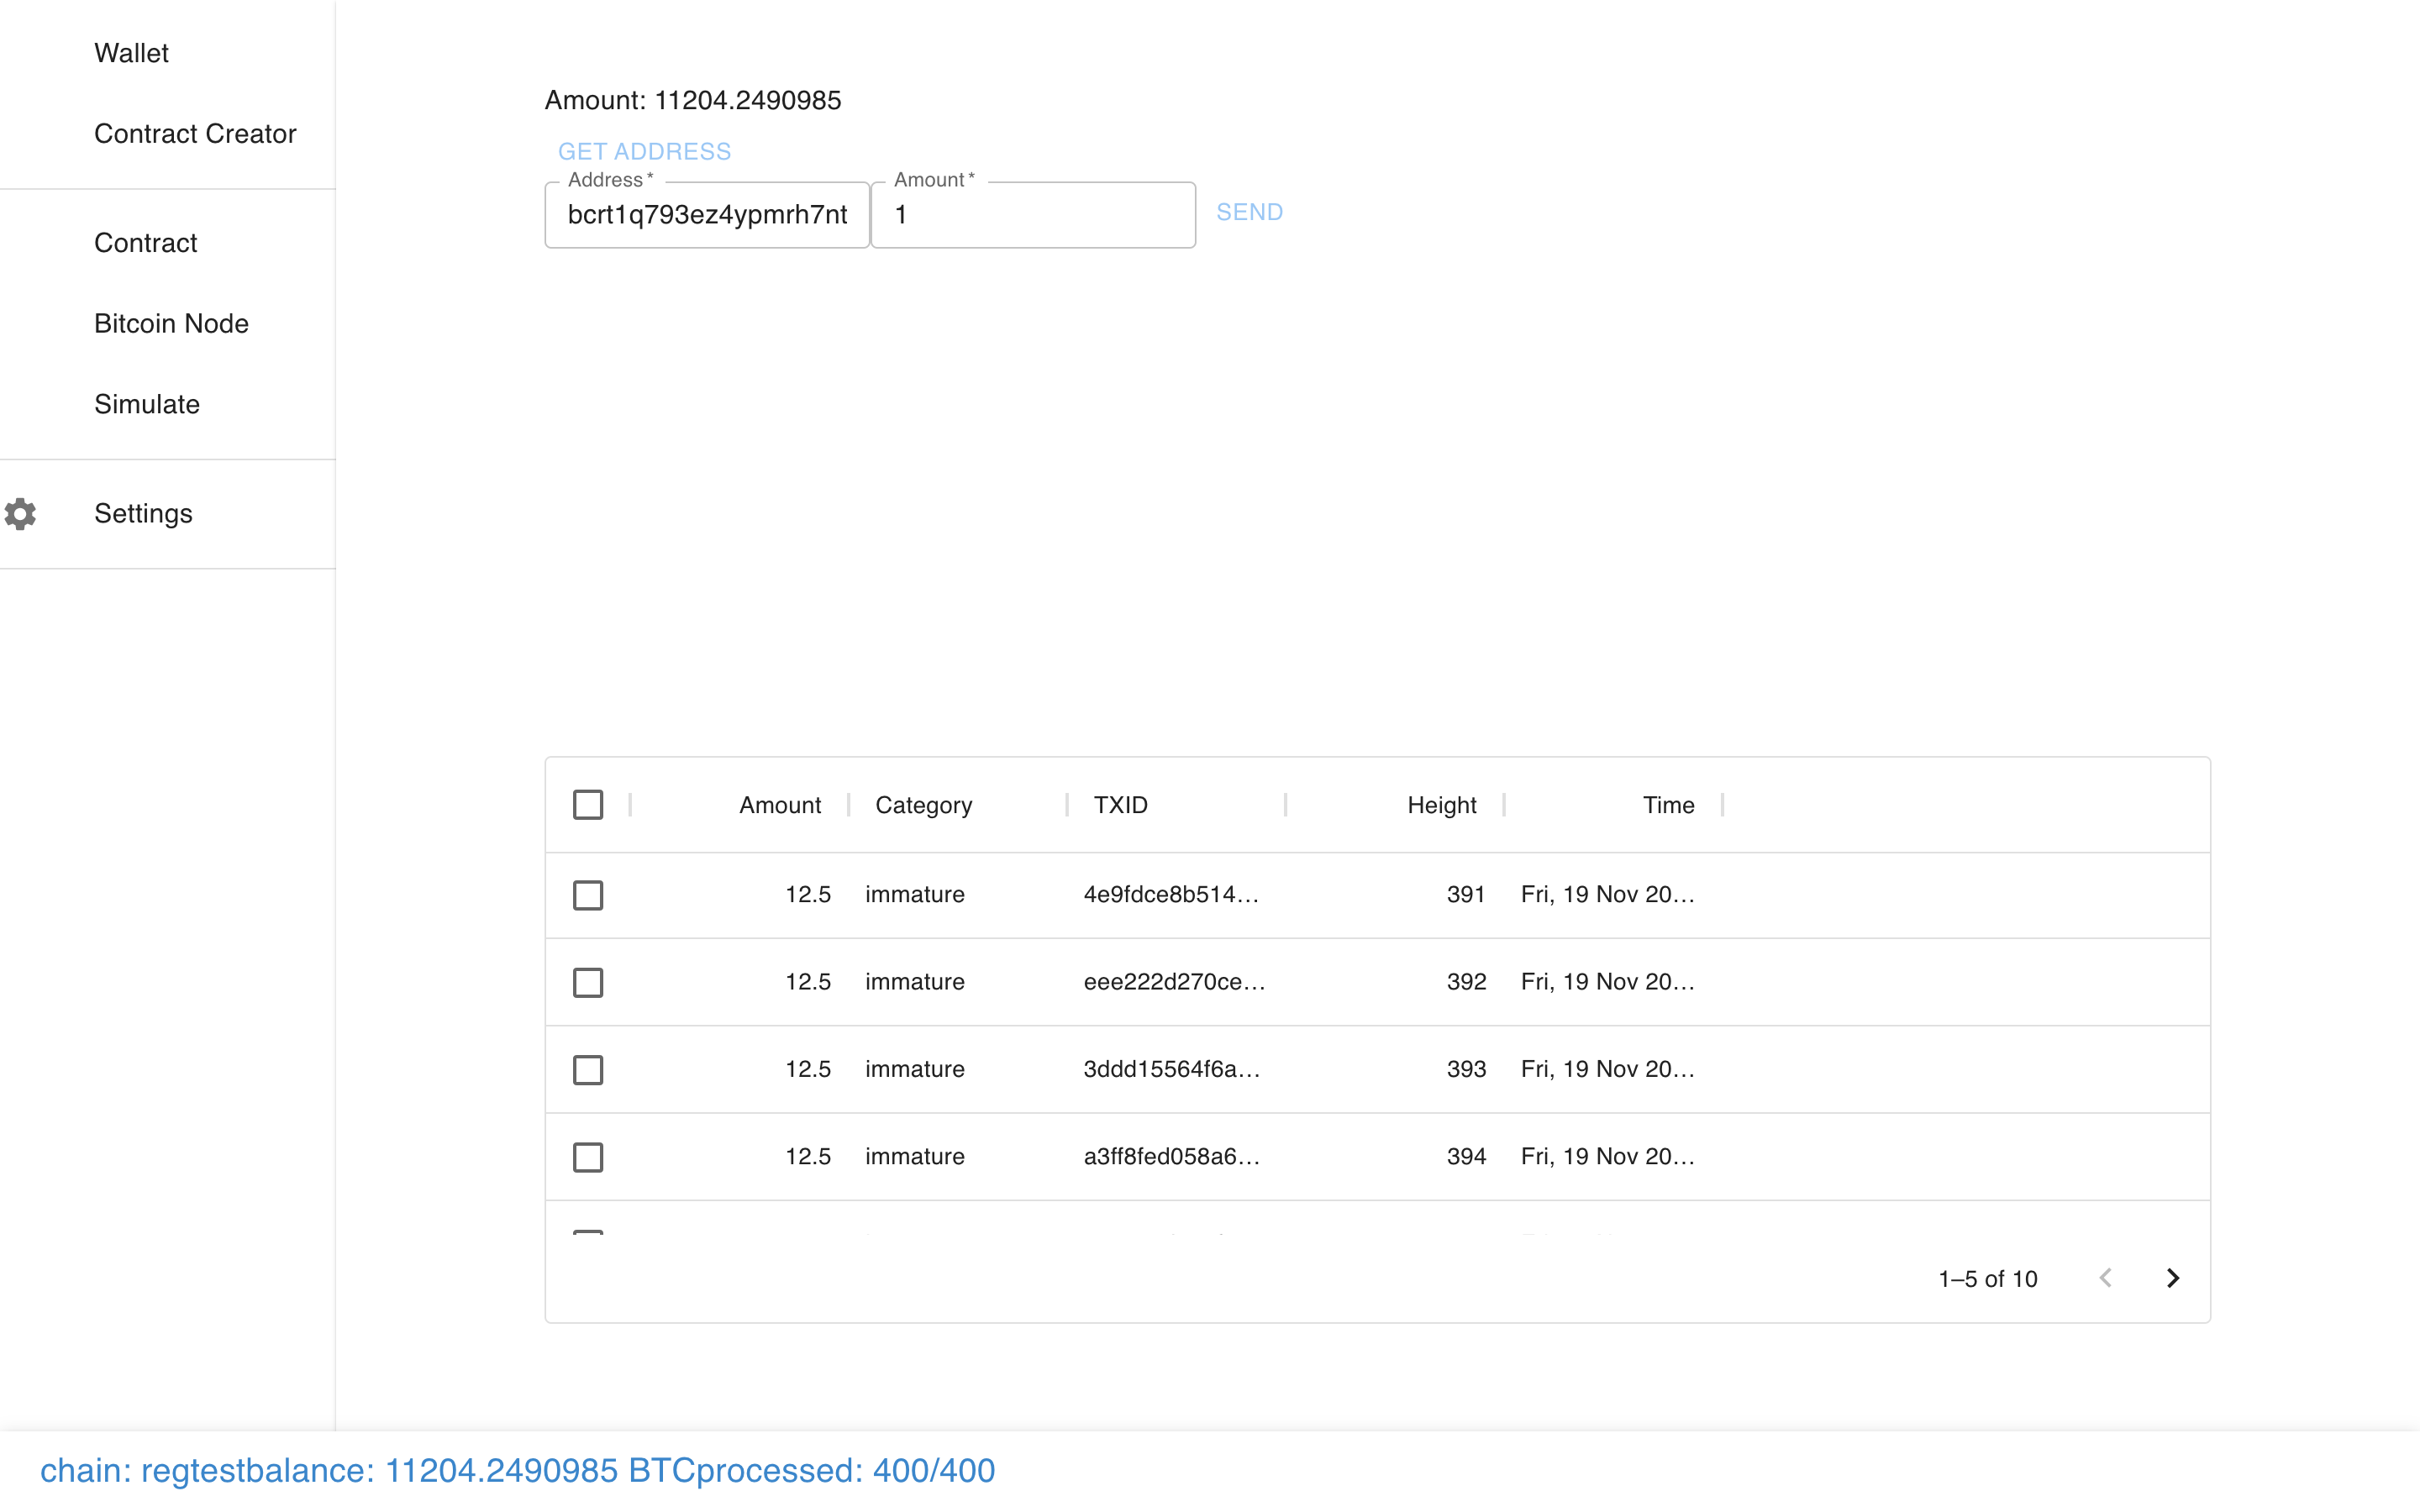 Wallet
Contract Creator
Contract
Bitcoin Node
Simulate
Settings
Amount: 11204.2490985
GET ADDRESS
Address * Amount *
bcrt1q793ez4ypmrh7nt 1 SEND
Amount Category TXID Height Time
12.5 immature 4e9fdce8b514… 391 Fri, 19 Nov 20…
12.5 immature eee222d270ce… 392 Fri, 19 Nov 20…
12.5 immature 3ddd15564f6a… 393 Fri, 19 Nov 20…
12.5 immature a3ff8fed058a6… 394 Fri, 19 Nov 20…
1–5 of 10
chain: regtestbalance: 11204.2490985 BTCprocessed: 400/400